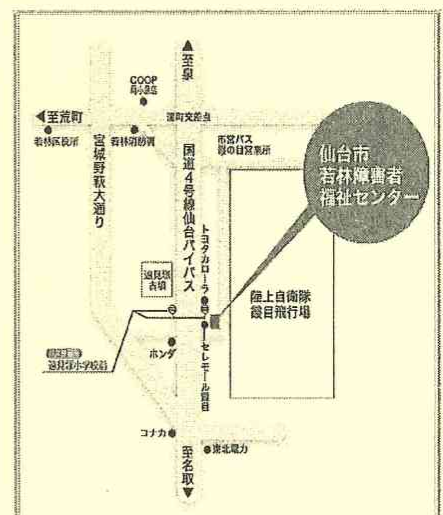 ▲至泉
COOP
◀至荒町
若林区役所
若林消防署
市営バス
霞の目営業所
宮城野萩大通り
国道4号線仙台バイパス
仙台市
若林障害者
福祉センター
遠見塚
古墳
トヨタカローラ
陸上自衛隊
霞目飛行場
セレモール霞目
ホンダ
遠見塚小学校前
コナカ
東北電力
至名取▼